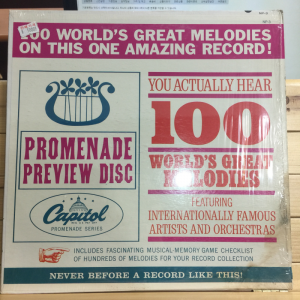 100 WORLD'S GREAT MELODIES
ON THIS ONE AMAZING RECORD!
PROMENADE
PREVIEW DISC
Capitol
PROMENADE SERIES
YOU ACTUALLY HEAR
100
WORLD'S GREAT
MELODIES
FEATURING
INTERNATIONALLY FAMOUS
ARTISTS AND ORCHESTRAS
INCLUDES FASCINATING MUSICAL-MEMORY-GAME CHECKLIST
OF HUNDREDS OF MELODIES FOR YOUR RECORD COLLECTION
NEVER BEFORE A RECORD LIKE THIS!